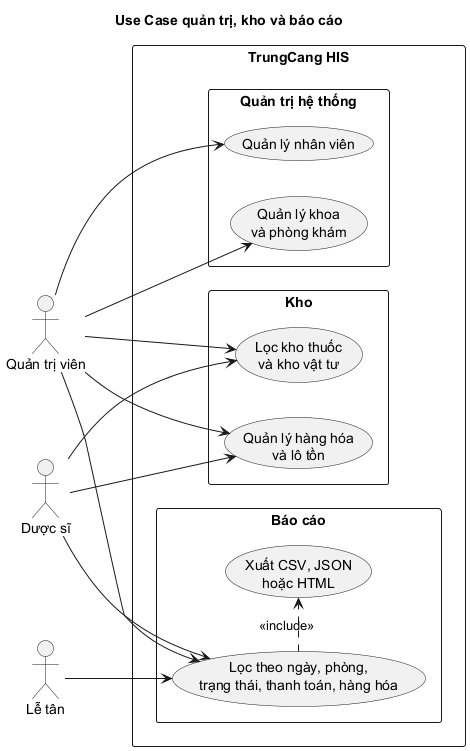 Use Case quản trị, kho và báo cáo
TrungCang HIS
Quản trị hệ thống
Quản lý nhân viên
Quản lý khoa
và phòng khám
Kho
Lọc kho thuốc
và kho vật tư
Quản trị viên
Quản lý hàng hóa
và lô tồn
Dược sĩ
Báo cáo
Xuất CSV, JSON
hoặc HTML
«include»
Lọc theo ngày, phòng,
trạng thái, thanh toán, hàng hóa
Lễ tân